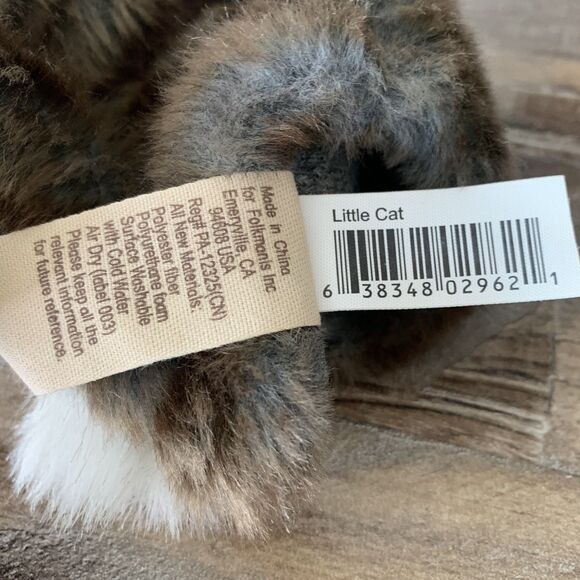 Made in China
for Folkmanis Inc
Emeryville, CA
94608 USA
Reg# PA-12325(CN)
All New Materials:
Polyester fiber
Polyurethane foam
Surface Washable
with Cold Water
Air Dry (label 003).
Please keep all the
relevant information
for future reference.
Little Cat
6 38348 02962 1